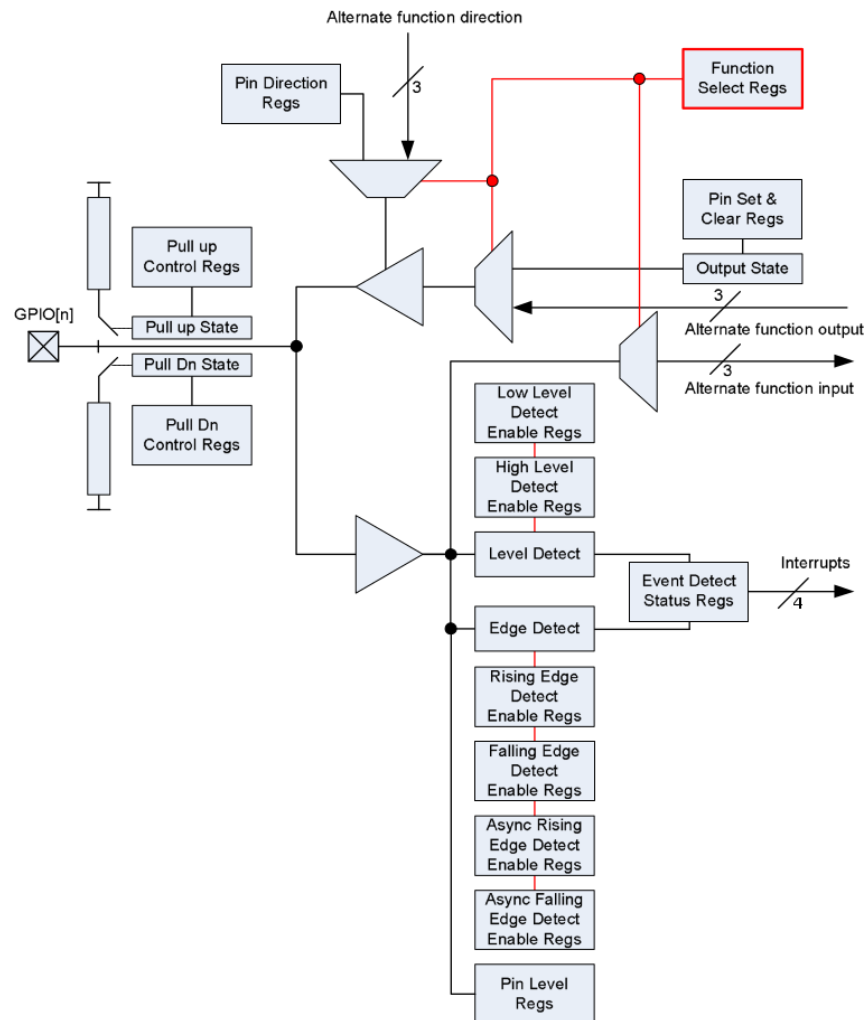 Alternate function direction
3
Pin Direction
Regs
Function
Select Regs
Pin Set &
Clear Regs
Output State
Pull up
Control Regs
GPIO[n]
Pull up State
Pull Dn State
Pull Dn
Control Regs
3
Alternate function output
3
Alternate function input
Low Level
Detect
Enable Regs
High Level
Detect
Enable Regs
Level Detect
Event Detect
Status Regs
Interrupts
4
Edge Detect
Rising Edge
Detect
Enable Regs
Falling Edge
Detect
Enable Regs
Async Rising
Edge Detect
Enable Regs
Async Falling
Edge Detect
Enable Regs
Pin Level
Regs